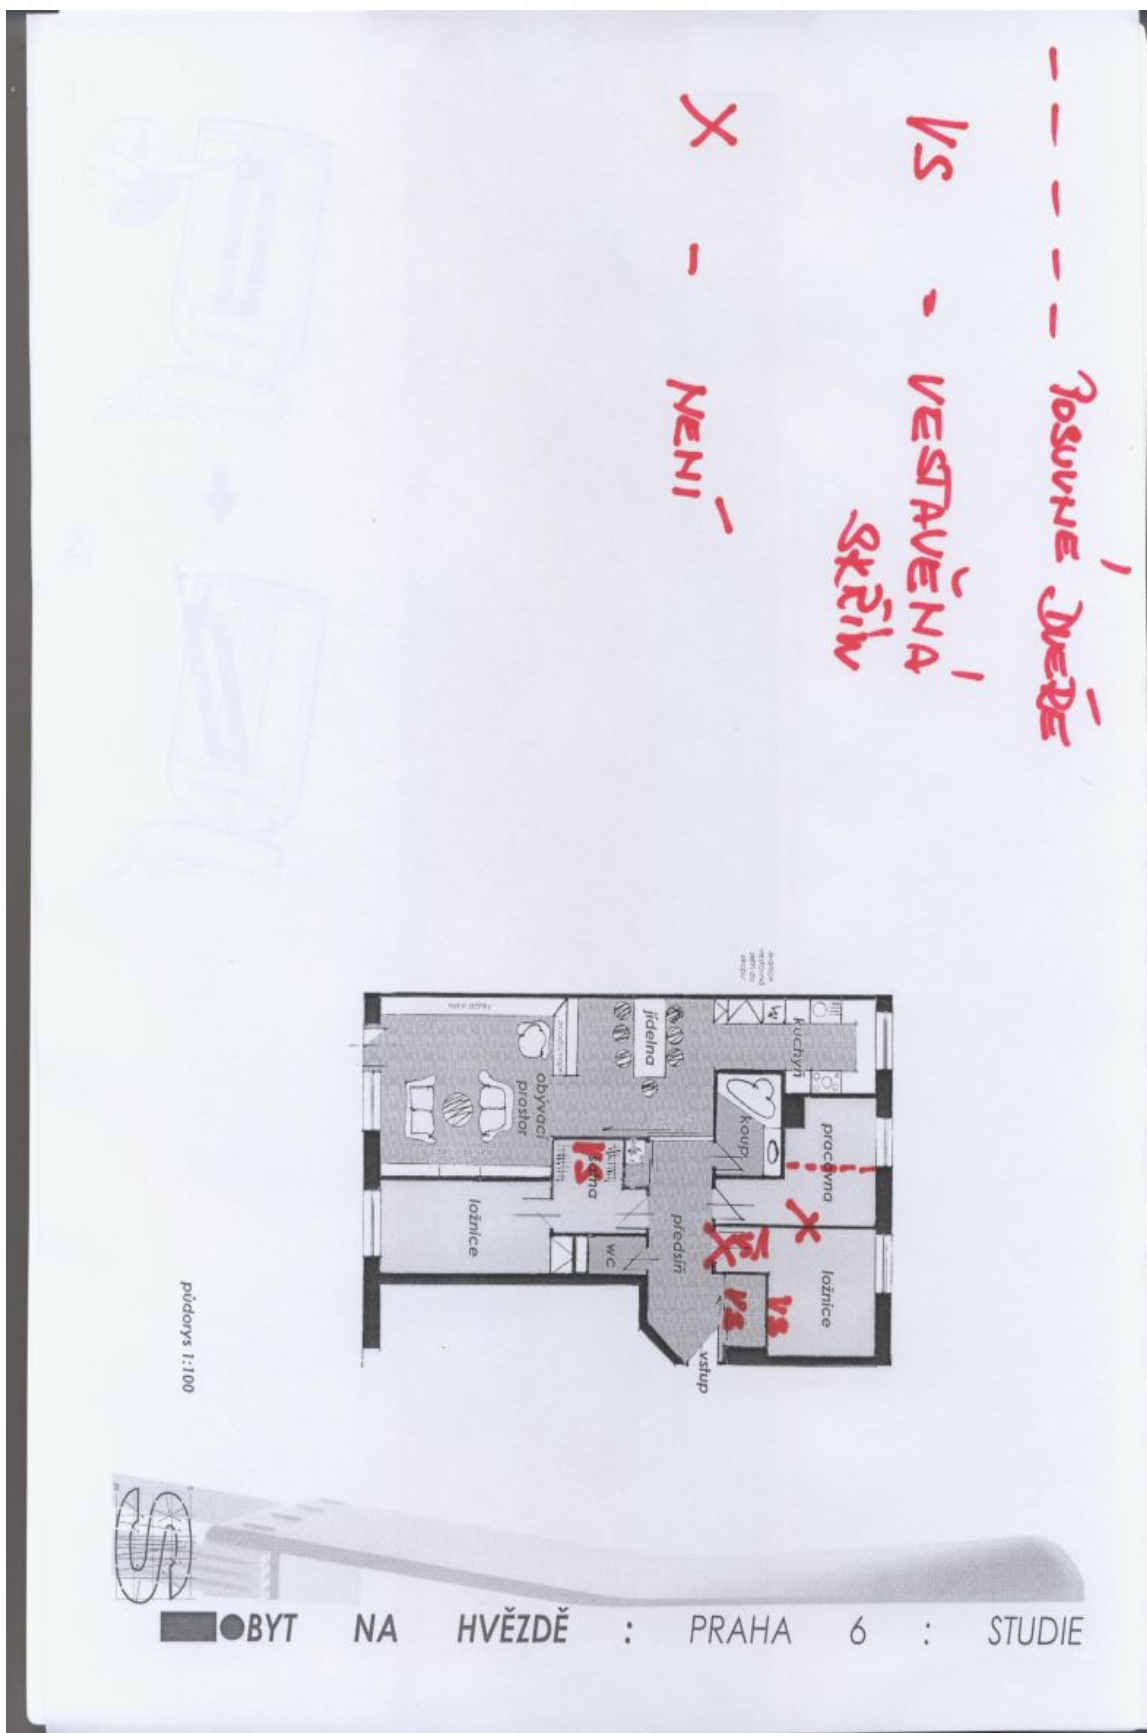 - - - - - POSUVNÉ DVEŘE
VS - VESTAVĚNÁ
SKŘÍŇ
X - NENÍ
kuchyň
pracovna
X
ložnice
VS
koup.
VS
VS
X
vstup
jídelna
předsíň
šatna
VS
wc
obývací
prostor
ložnice
půdorys 1:100
BYT NA HVĚZDĚ : PRAHA 6 : STUDIE